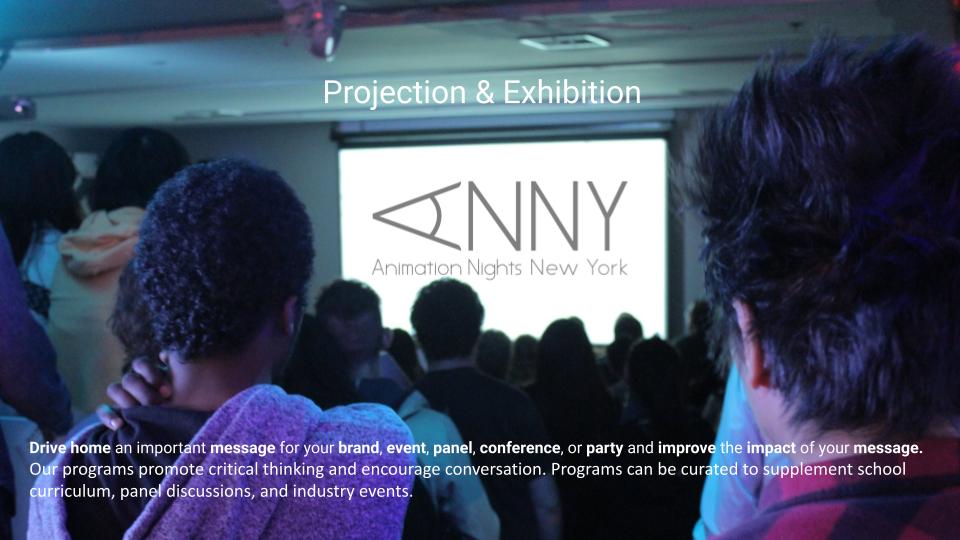 Projection & Exhibition
ANNY
Animation Nights New York
Drive home an important message for your brand, event, panel, conference, or party and improve the impact of your message.
Our programs promote critical thinking and encourage conversation. Programs can be curated to supplement school
curriculum, panel discussions, and industry events.